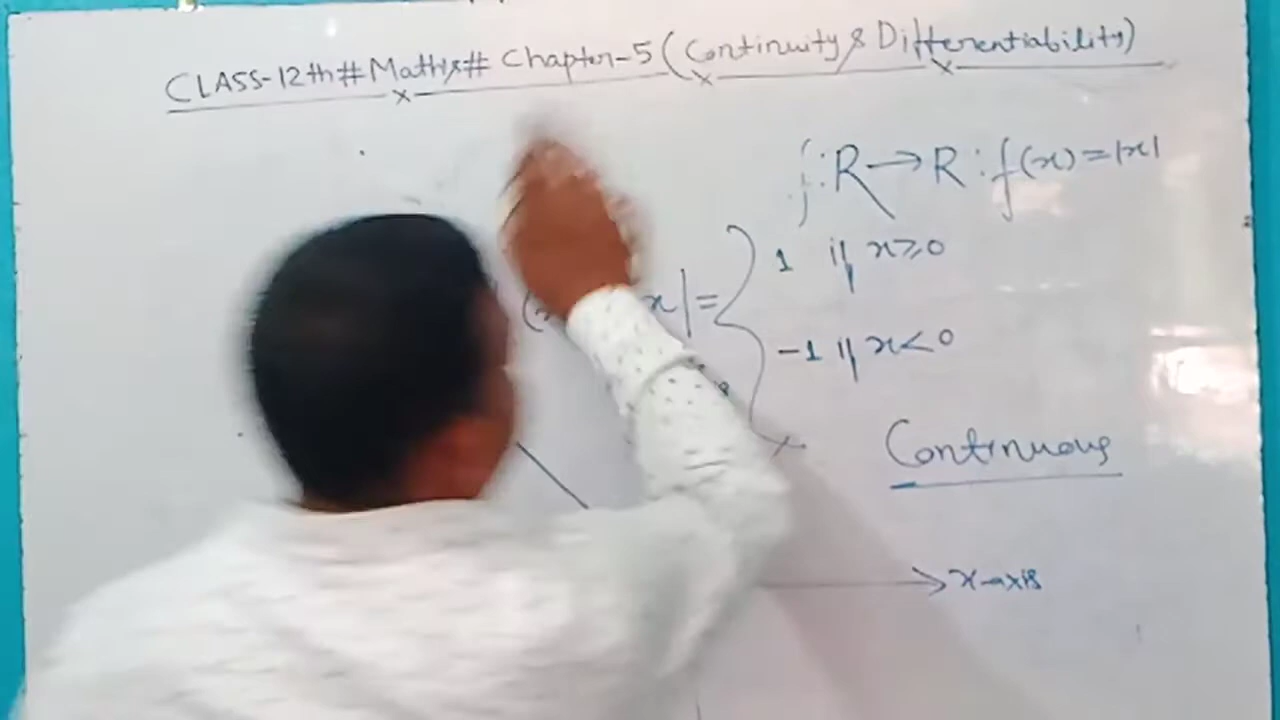 CLASS-12th # Maths # Chapter-5 (Continuity & Differentiability)
f: R → R : f(x) = |x|
x| = { 1 if x ≥ 0
-1 if x < 0
Continuous
x-axis